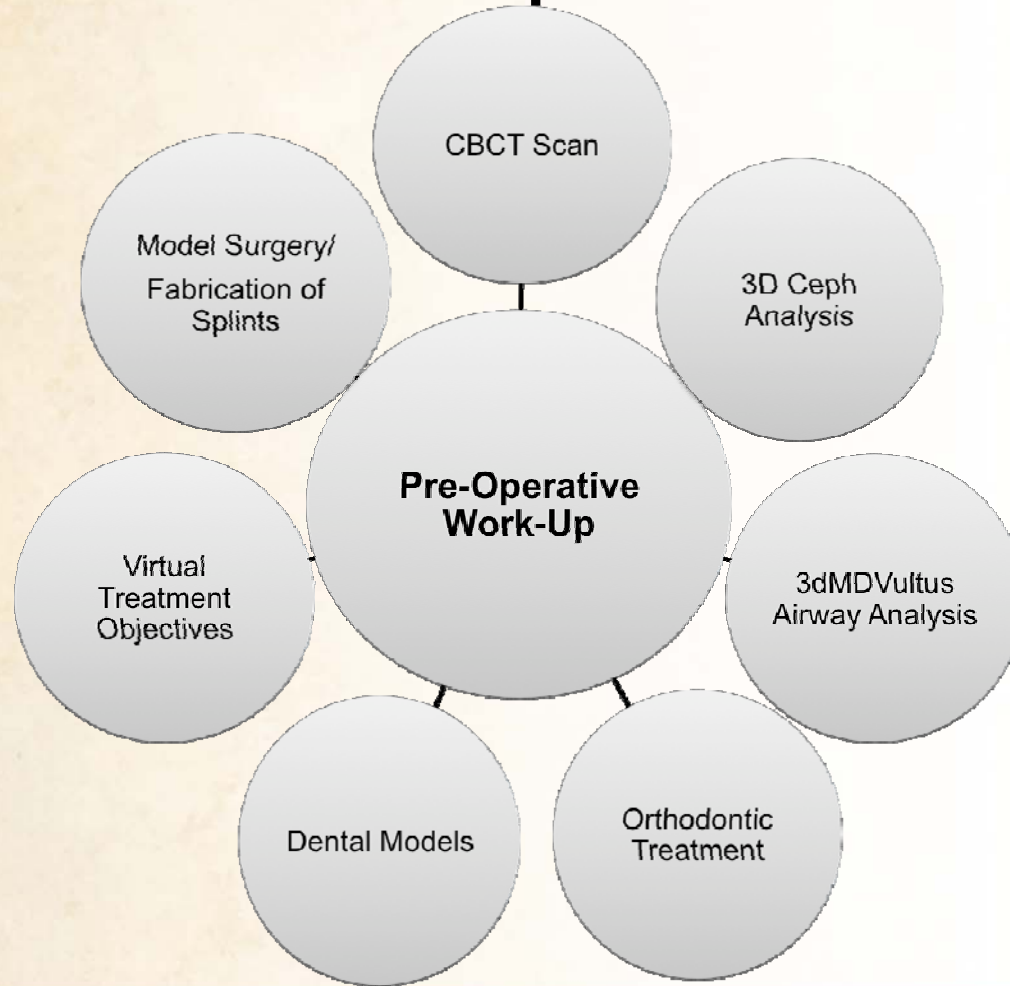 CBCT Scan
3D Ceph
Analysis
3dMDVultus
Airway Analysis
Orthodontic
Treatment
Dental Models
Virtual
Treatment
Objectives
Model Surgery/
Fabrication of
Splints
Pre-Operative
Work-Up